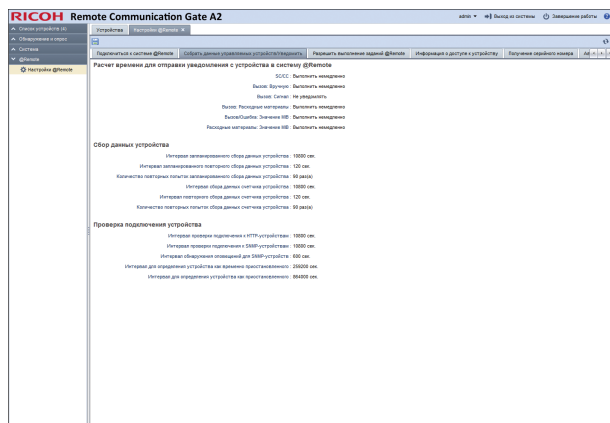 RICOH Remote Communication Gate A2
admin
Выход из системы
Завершение работы
Список устройств (4)
Обнаружение и опрос
Система
@Remote
Настройки @Remote
Устройства
Настройки @Remote
Подключиться к системе @Remote
Собрать данные управляемых устройств/Уведомить
Разрешить выполнение заданий @Remote
Информация о доступе к устройству
Получение серийного номера
Расчет времени для отправки уведомления с устройства в систему @Remote
SC/CC : Выполнить немедленно
Вызов: Вручную : Выполнить немедленно
Вызов: Сигнал : Не уведомлять
Вызов: Расходные материалы : Выполнить немедленно
Вызов/Ошибка: Значение MIB : Выполнить немедленно
Расходные материалы: Значение MIB : Выполнить немедленно
Сбор данных устройства
Интервал запланированного сбора данных устройства : 10800 сек.
Интервал запланированного повторного сбора данных устройства : 120 сек.
Количество повторных попыток запланированного сбора данных устройства : 90 раз(а)
Интервал сбора данных счетчика устройства : 10800 сек.
Интервал повторного сбора данных счетчика устройства : 120 сек.
Количество повторных попыток сбора данных счетчика устройства : 90 раз(а)
Проверка подключения устройства
Интервал проверки подключения к HTTP-устройствам : 10800 сек.
Интервал проверки подключения к SNMP-устройствам : 10800 сек.
Интервал обнаружения оповещений для SNMP-устройств : 600 сек.
Интервал для определения устройства как временно приостановленного : 259200 сек.
Интервал для определения устройства как приостановленного : 864000 сек.